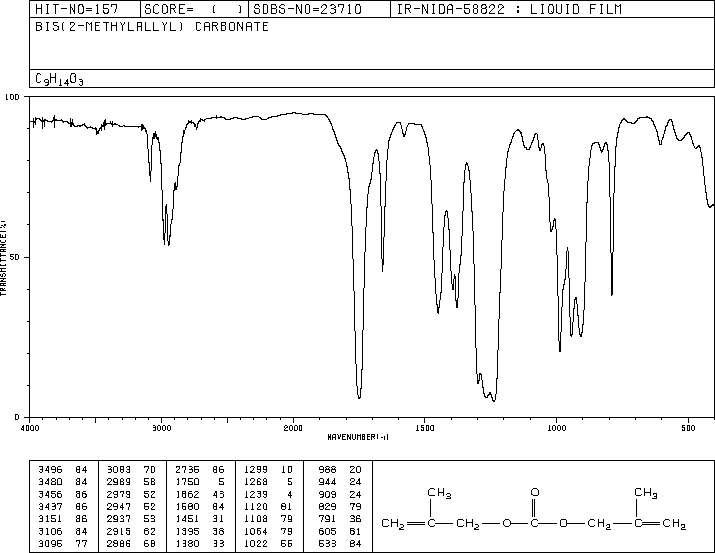 HIT-NO=157 SCORE= ( ) SDBS-NO=23710 IR-NIDA-58822 : LIQUID FILM
BIS(2-METHYLALLYL) CARBONATE
C9H14O3
100
50
0
TRANSMITTANCE(%)
4000 3000 2000 1500 1000 500
WAVENUMBER(-1)
3496 84 3083 70 2736 86 1299 10 988 20
3480 84 2989 58 1750 5 1268 5 944 24
3456 86 2979 52 1662 43 1239 4 909 24
3437 86 2947 52 1580 84 1120 81 829 79
3151 86 2937 53 1451 31 1108 79 791 36
3106 84 2915 62 1395 38 1064 79 605 81
3095 77 2886 68 1380 33 1022 55 533 84
CH3 O CH3
CH2=C-CH2-O-C-O-CH2-C=CH2